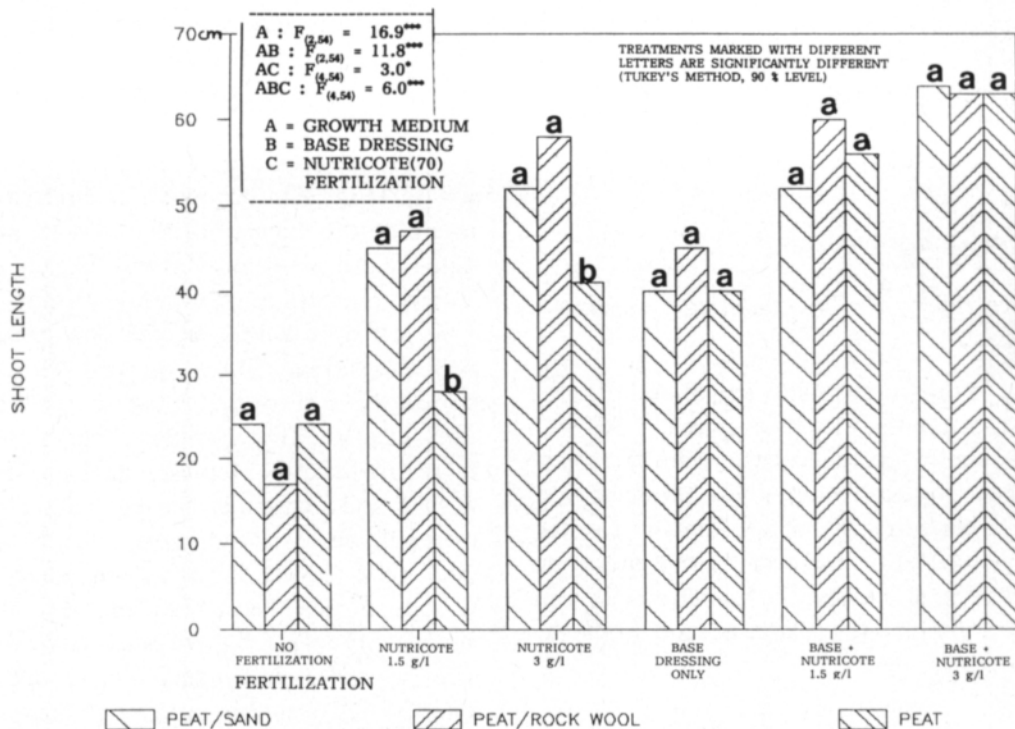 70cm
60
50
40
30
20
10
0
SHOOT LENGTH
A : F(2,54) = 16.9***
AB : F(2,54) = 11.8***
AC : F(4,54) = 3.0*
ABC : F(4,54) = 6.0***
A = GROWTH MEDIUM
B = BASE DRESSING
C = NUTRICOTE(70)
FERTILIZATION
TREATMENTS MARKED WITH DIFFERENT
LETTERS ARE SIGNIFICANTLY DIFFERENT
(TUKEY'S METHOD, 90 % LEVEL)
a a a
a a b
a a b
a a a
a a a
a a a
NO
FERTILIZATION
NUTRICOTE
1.5 g/l
NUTRICOTE
3 g/l
BASE
DRESSING
ONLY
BASE +
NUTRICOTE
1.5 g/l
BASE +
NUTRICOTE
3 g/l
FERTILIZATION
PEAT/SAND
PEAT/ROCK WOOL
PEAT